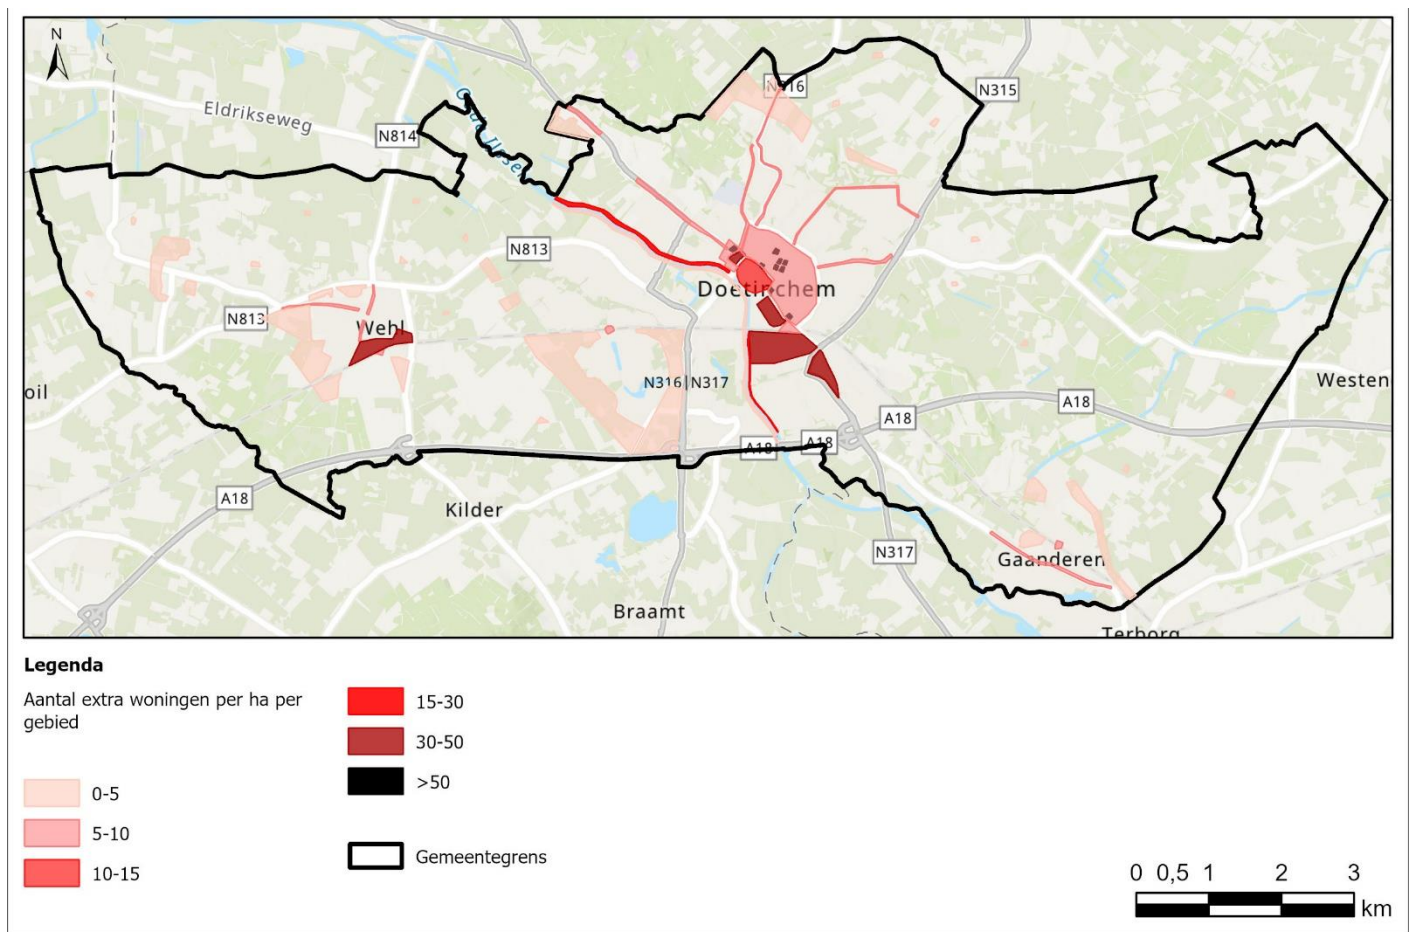 N
N316
N315
Eldrikseweg
N814
Oude IJssel
N813
Doetinchem
N813
Wehl
N316|N317
Westen
oil
A18
A18
A18
A18
A18
Kilder
N317
Gaanderen
Braamt
Terborg
Legenda
Aantal extra woningen per ha per
gebied
0-5
5-10
10-15
15-30
30-50
>50
Gemeentegrens
0 0,5 1 2 3
km